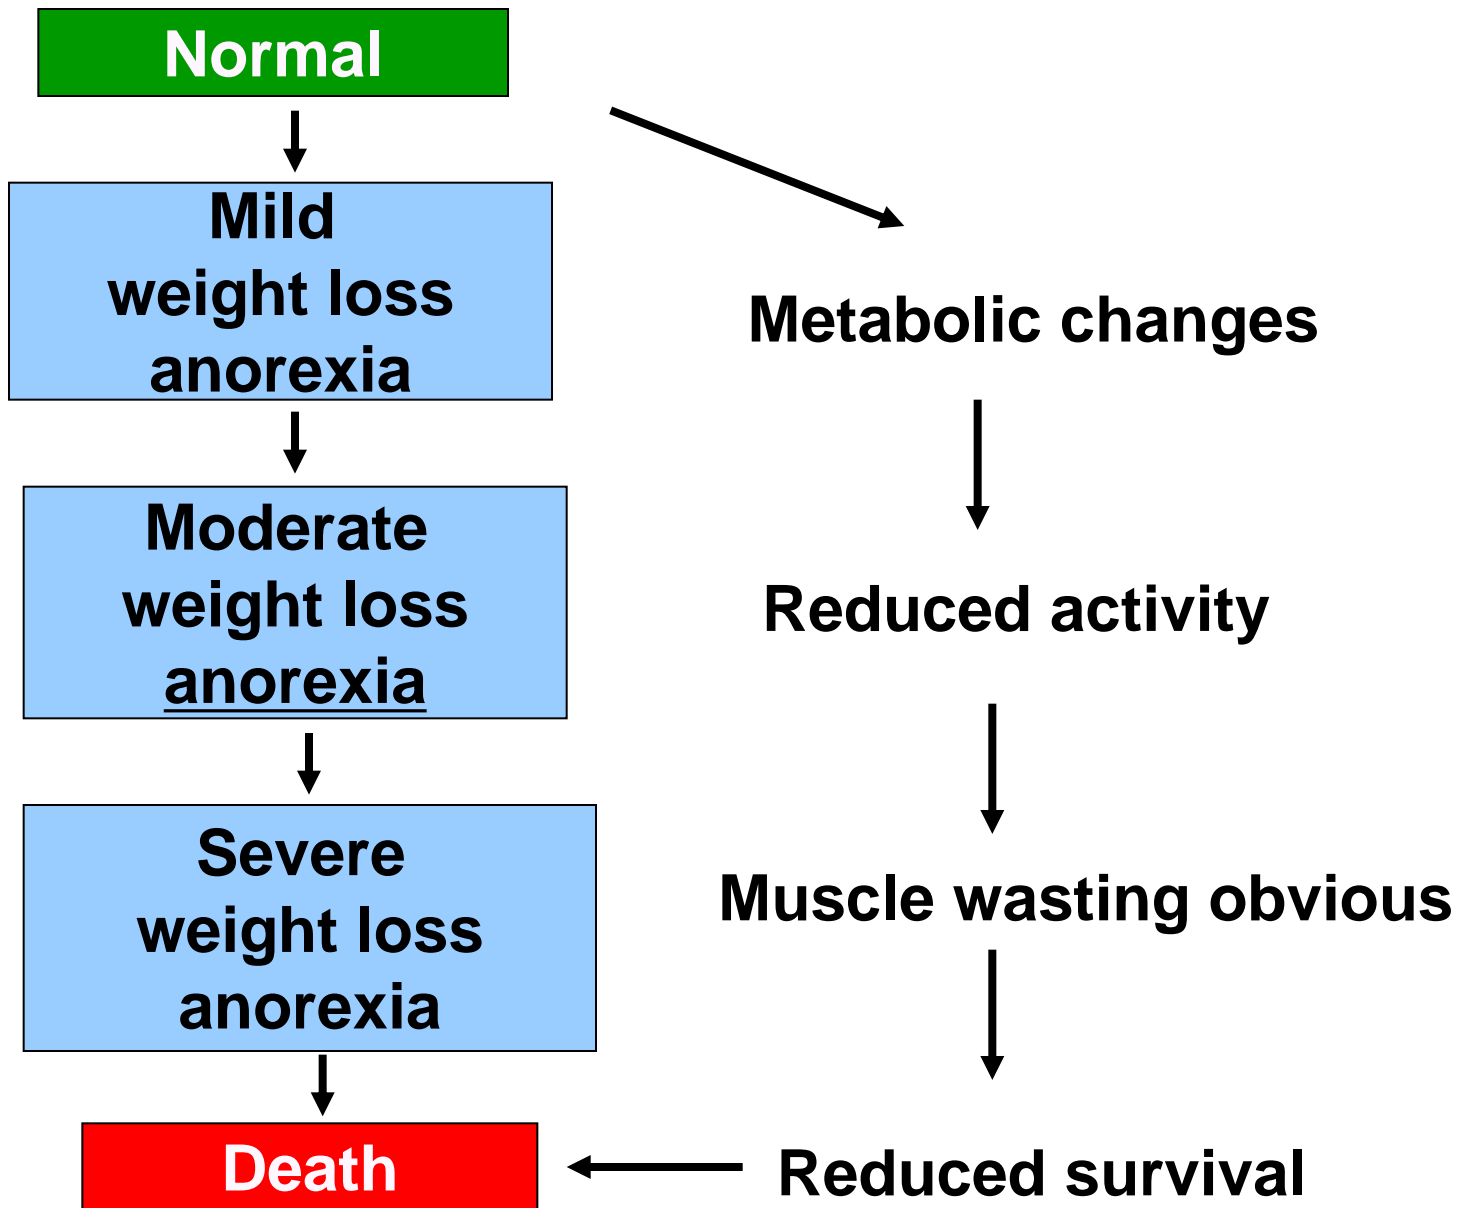 Normal
Mild
weight loss
anorexia
Moderate
weight loss
anorexia
Severe
weight loss
anorexia
Death
Metabolic changes
Reduced activity
Muscle wasting obvious
Reduced survival